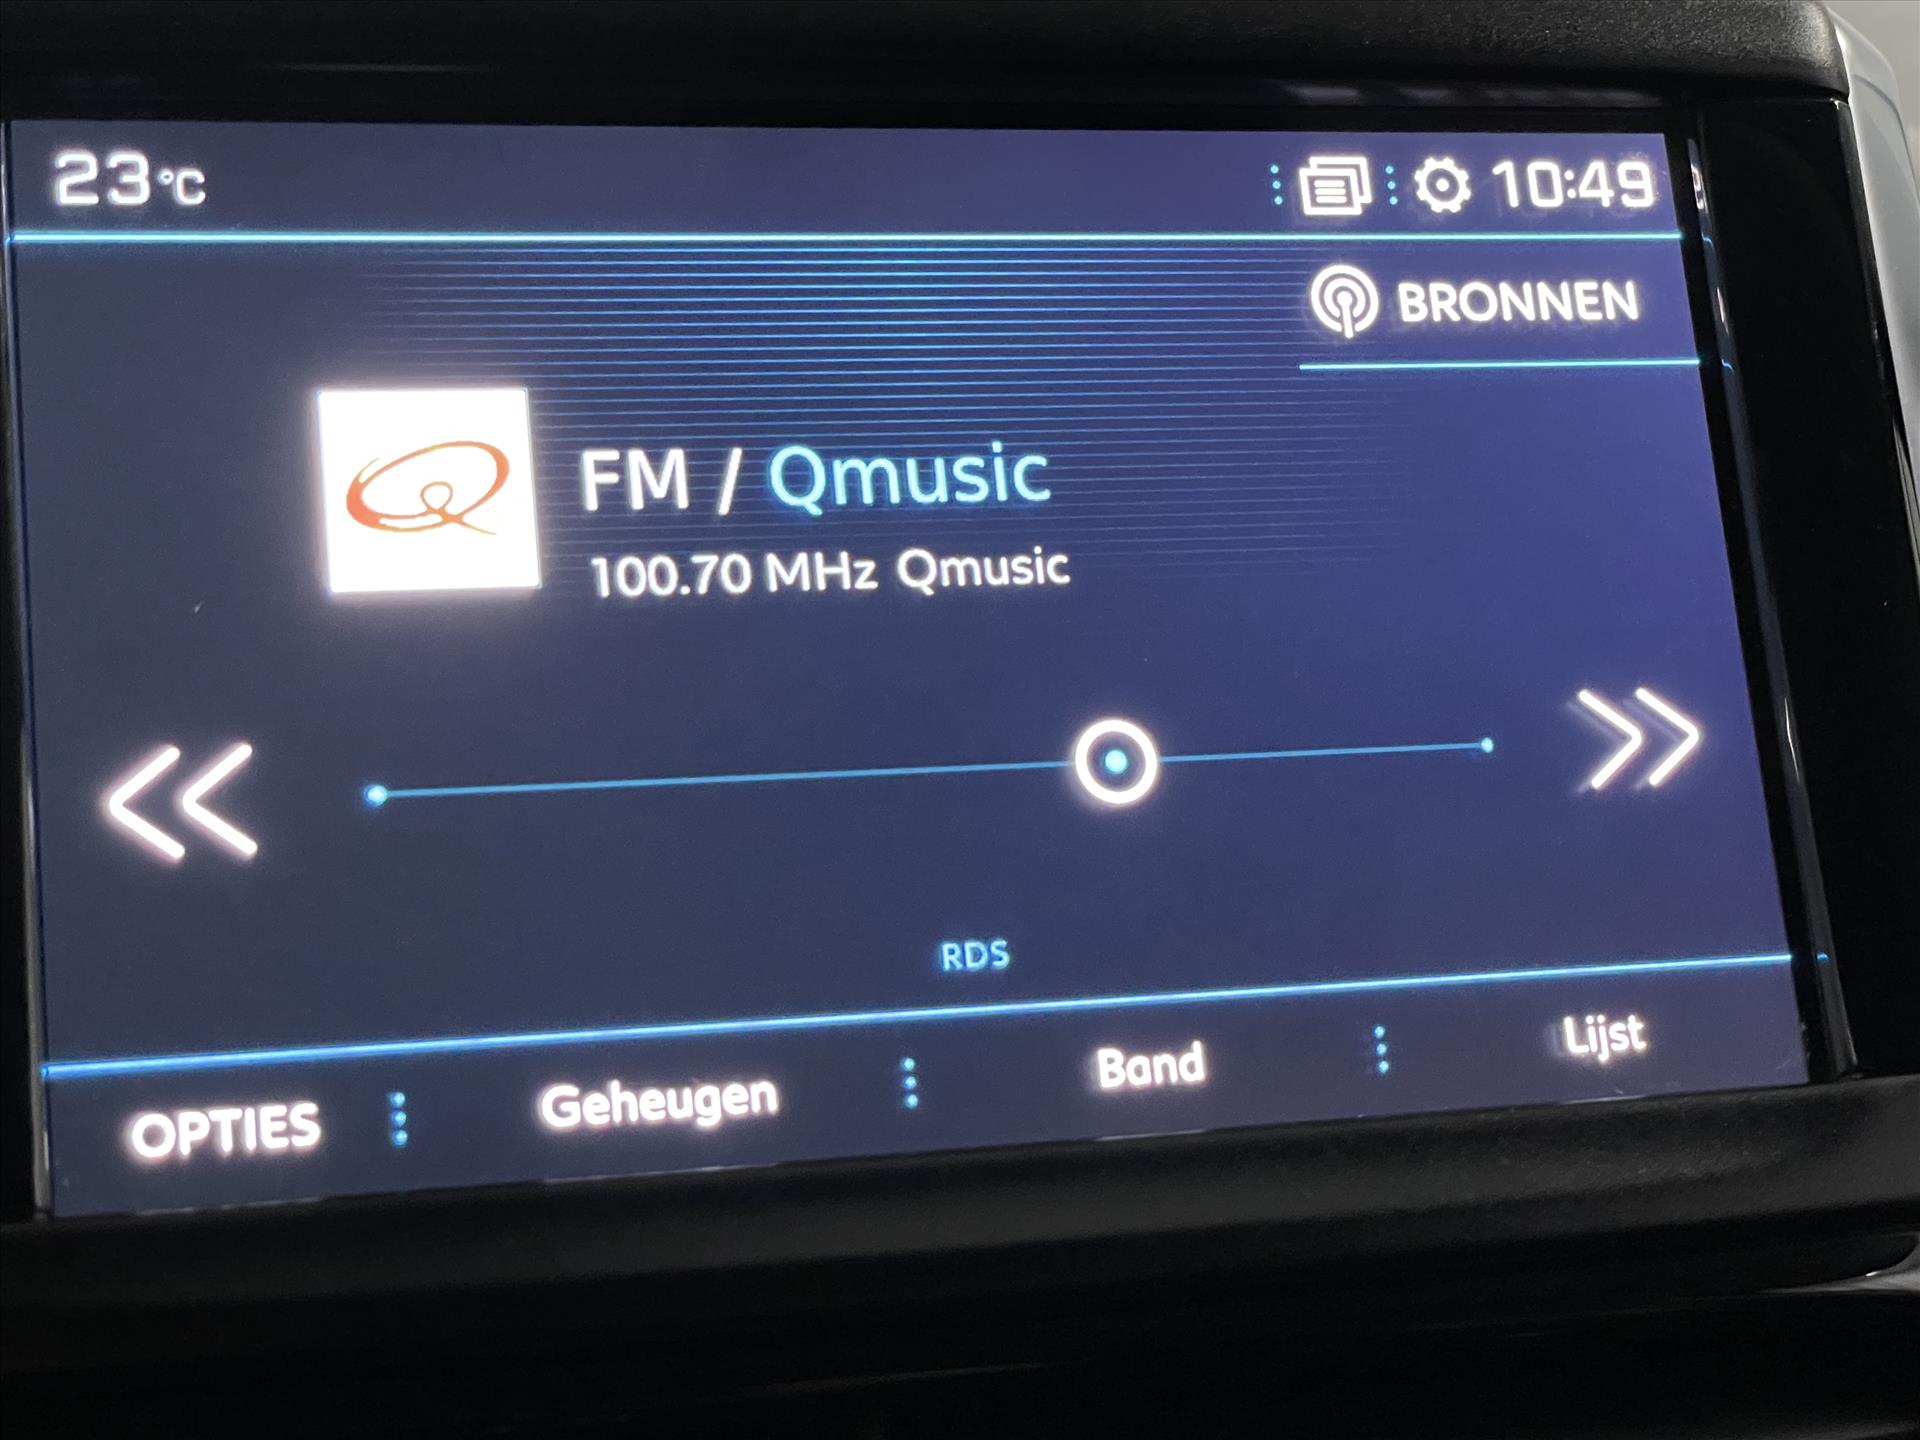 23°C 10:49
BRONNEN
FM / Qmusic
100.70 MHz Qmusic
RDS
OPTIES Geheugen Band Lijst